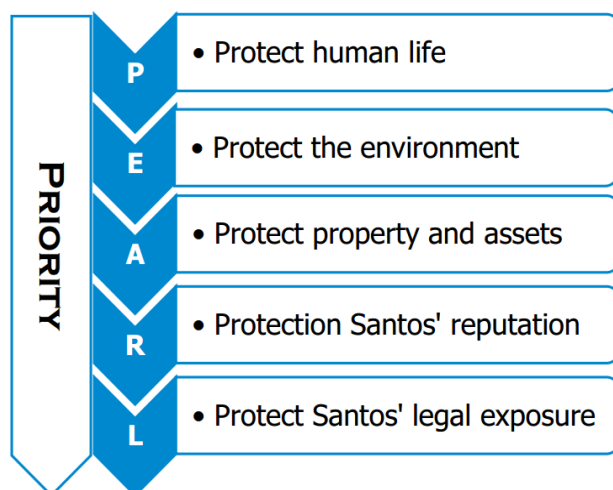 PRIORITY
P
• Protect human life
E
• Protect the environment
A
• Protect property and assets
R
• Protection Santos' reputation
L
• Protect Santos' legal exposure